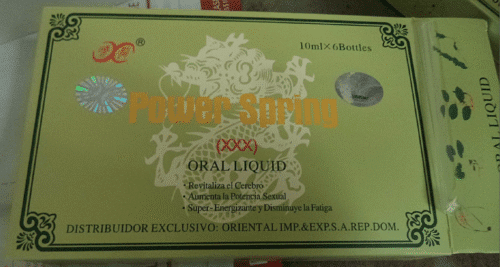 ®
10ml×6Bottles
Power Spring
(XXX)
ORAL LIQUID
• Revitaliza el Cerebro
• Aumenta la Potencia Sexual
• Super - Energizante y Disminuye la Fatiga
DISTRIBUIDOR EXCLUSIVO: ORIENTAL IMP.&EXP.S.A.REP.DOM.
ORAL LIQUID